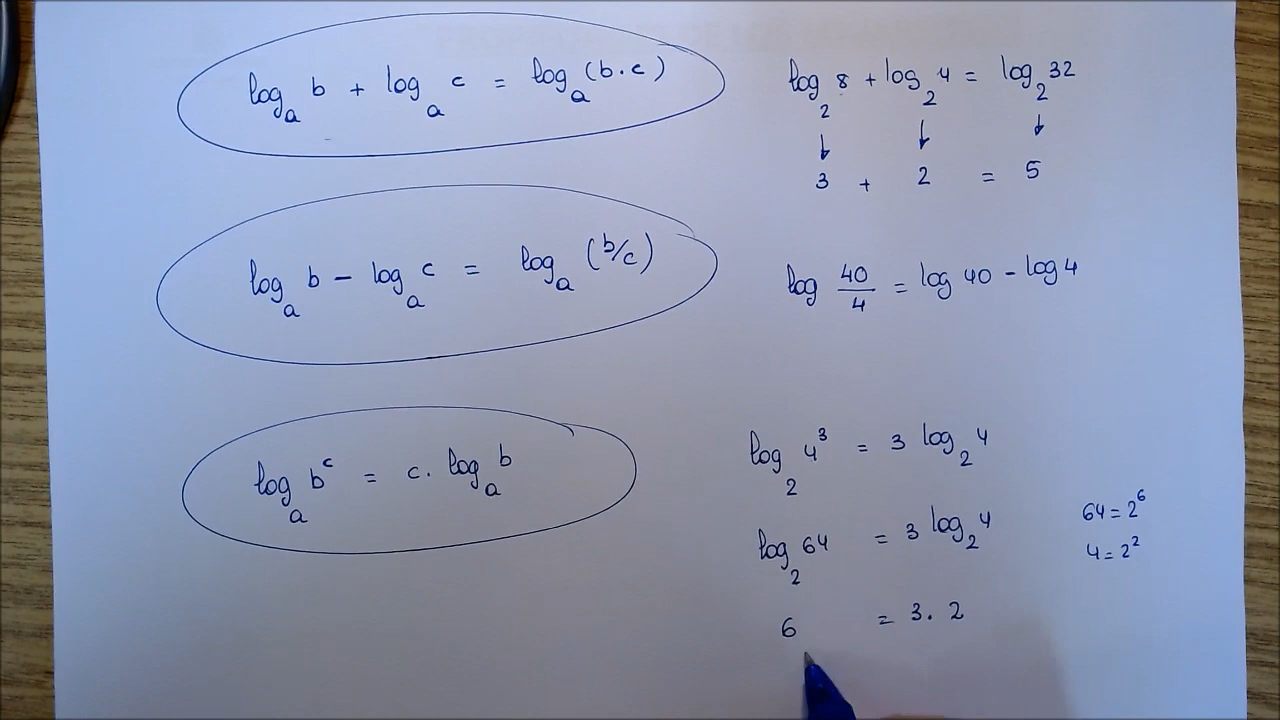 log_a b + log_a c = log_a (b·c)
log_2 8 + log_2 4 = log_2 32
3 + 2 = 5
log_a b - log_a c = log_a (b/c)
log 40/4 = log 40 - log 4
log_a b^c = c. log_a b
log_2 4^3 = 3 log_2 4
log_2 64 = 3 log_2 4
64 = 2^6
4 = 2^2
6 = 3. 2